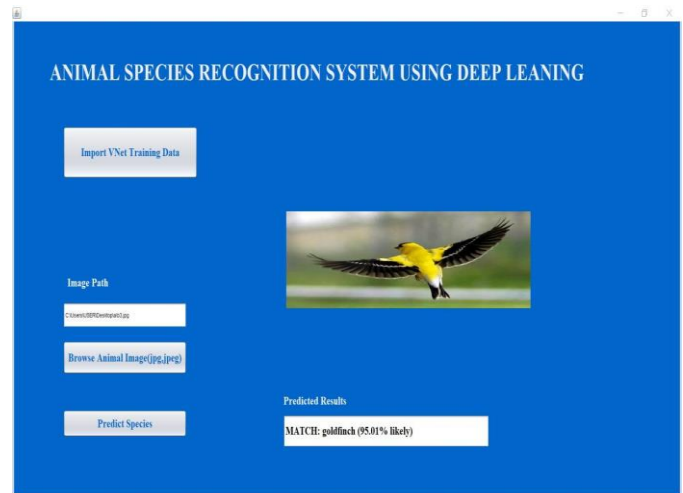 ANIMAL SPECIES RECOGNITION SYSTEM USING DEEP LEANING
Import VNet Training Data
Image Path
Browse Animal Image(jpg,jpeg)
Predict Species
Predicted Results
MATCH: goldfinch (95.01% likely)